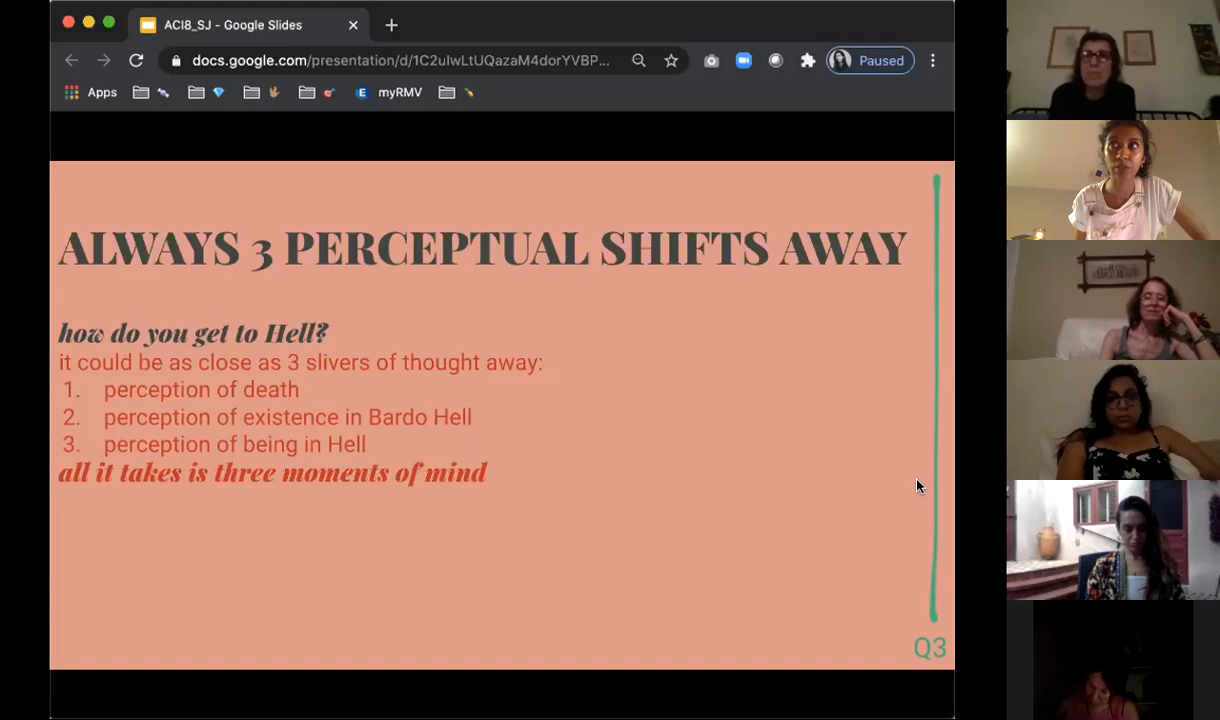 ACI8_SJ - Google Slides
docs.google.com/presentation/d/1C2ulwLtUQazaM4dorYVBP...
Paused
Apps
myRMV
ALWAYS 3 PERCEPTUAL SHIFTS AWAY
how do you get to Hell?
it could be as close as 3 slivers of thought away:
1. perception of death
2. perception of existence in Bardo Hell
3. perception of being in Hell
all it takes is three moments of mind
Q3